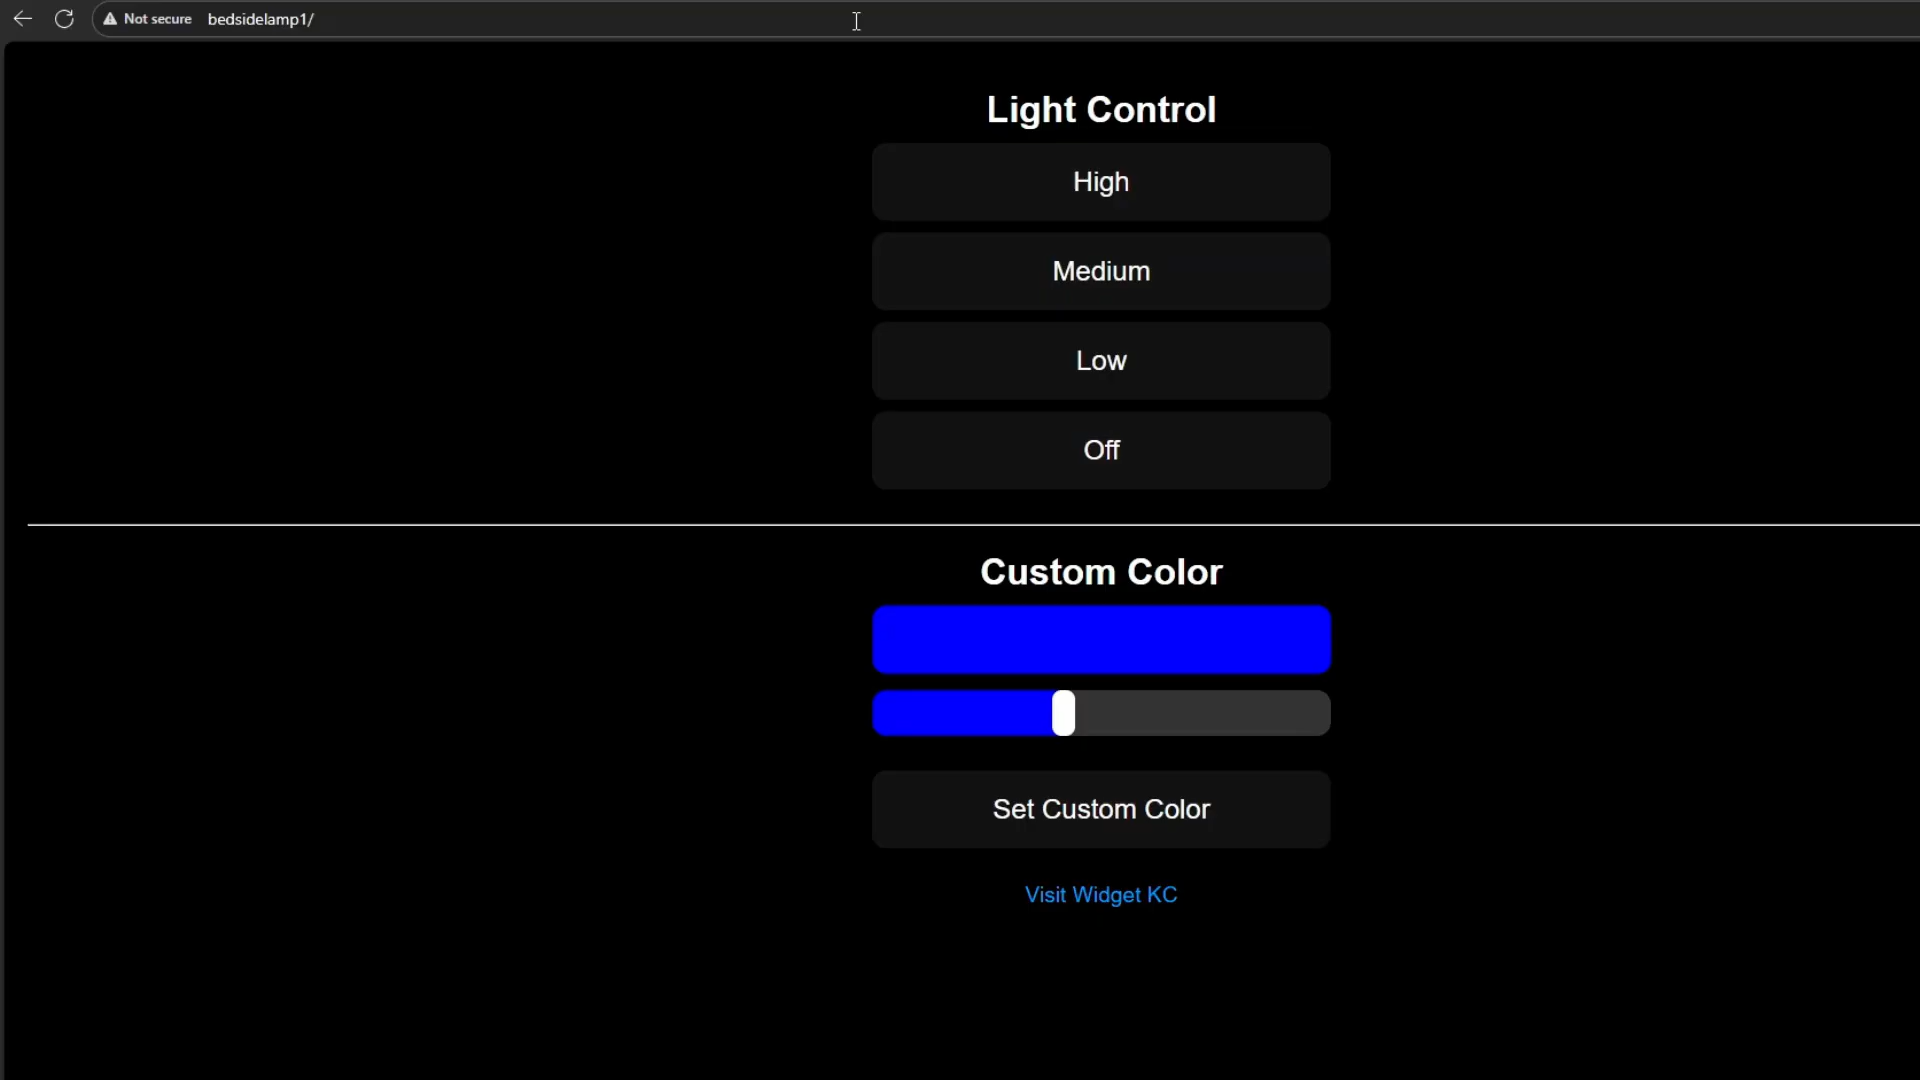 Not secure bedsidelamp1/
Light Control
High
Medium
Low
Off
Custom Color
Set Custom Color
Visit Widget KC